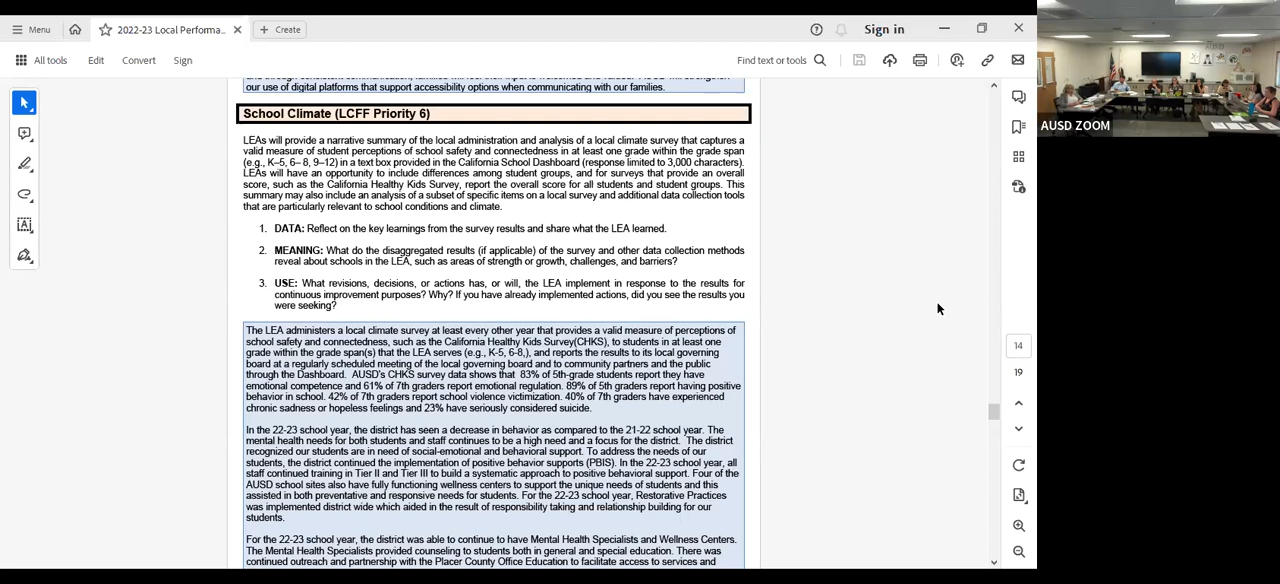 Menu
2022-23 Local Performa...
Create
Sign in
All tools
Edit
Convert
Sign
Find text or tools
our use of digital platforms that support accessibility options when communicating with our families.
School Climate (LCFF Priority 6)
LEAs will provide a narrative summary of the local administration and analysis of a local climate survey that captures a
valid measure of student perceptions of school safety and connectedness in at least one grade within the grade span
(e.g., K–5, 6– 8, 9–12) in a text box provided in the California School Dashboard (response limited to 3,000 characters).
LEAs will have an opportunity to include differences among student groups, and for surveys that provide an overall
score, such as the California Healthy Kids Survey, report the overall score for all students and student groups. This
summary may also include an analysis of a subset of specific items on a local survey and additional data collection tools
that are particularly relevant to school conditions and climate.
1. DATA: Reflect on the key learnings from the survey results and share what the LEA learned.
2. MEANING: What do the disaggregated results (if applicable) of the survey and other data collection methods
reveal about schools in the LEA, such as areas of strength or growth, challenges, and barriers?
3. USE: What revisions, decisions, or actions has, or will, the LEA implement in response to the results for
continuous improvement purposes? Why? If you have already implemented actions, did you see the results you
were seeking?
The LEA administers a local climate survey at least every other year that provides a valid measure of perceptions of
school safety and connectedness, such as the California Healthy Kids Survey(CHKS), to students in at least one
grade within the grade span(s) that the LEA serves (e.g., K-5, 6-8,), and reports the results to its local governing
board at a regularly scheduled meeting of the local governing board and to community partners and the public
through the Dashboard. AUSD's CHKS survey data shows that 83% of 5th-grade students report they have
emotional competence and 61% of 7th graders report emotional regulation. 89% of 5th graders report having positive
behavior in school. 42% of 7th graders report school violence victimization. 40% of 7th graders have experienced
chronic sadness or hopeless feelings and 23% have seriously considered suicide.
In the 22-23 school year, the district has seen a decrease in behavior as compared to the 21-22 school year. The
mental health needs for both students and staff continues to be a high need and a focus for the district. The district
recognized our students are in need of social-emotional and behavioral support. To address the needs of our
students, the district continued the implementation of positive behavior supports (PBIS). In the 22-23 school year, all
staff continued training in Tier II and Tier III to build a systematic approach to positive behavioral support. Four of the
AUSD school sites also have fully functioning wellness centers to support the unique needs of students and this
assisted in both preventative and responsive needs for students. For the 22-23 school year, Restorative Practices
was implemented district wide which aided in the result of responsibility taking and relationship building for our
students.
For the 22-23 school year, the district was able to continue to have Mental Health Specialists and Wellness Centers.
The Mental Health Specialists provided counseling to students both in general and special education. There was
continued outreach and partnership with the Placer County Office Education to facilitate access to services and
14
19
AUSD ZOOM